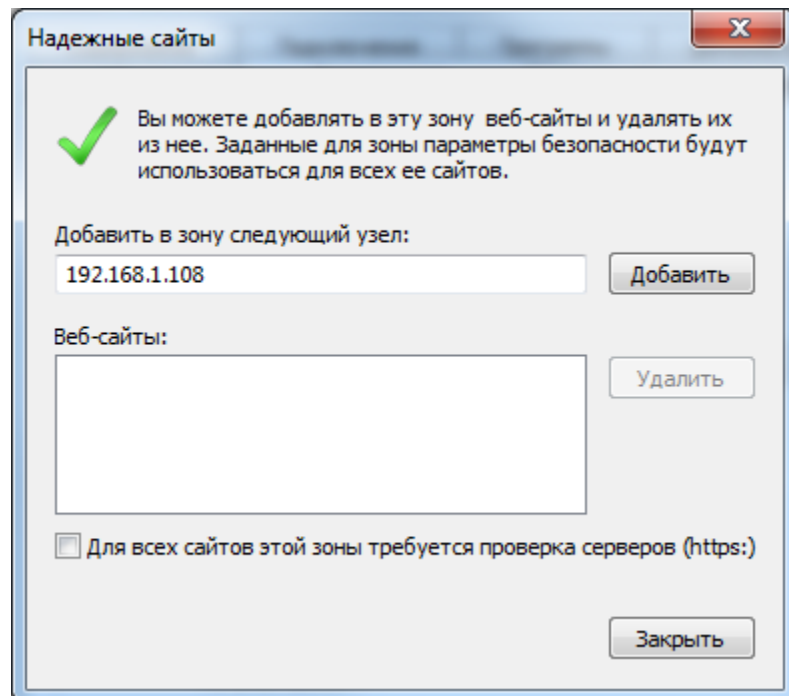 Надежные сайты
Вы можете добавлять в эту зону веб-сайты и удалять их
из нее. Заданные для зоны параметры безопасности будут
использоваться для всех ее сайтов.
Добавить в зону следующий узел:
192.168.1.108
Добавить
Веб-сайты:
Удалить
Для всех сайтов этой зоны требуется проверка серверов (https:)
Закрыть